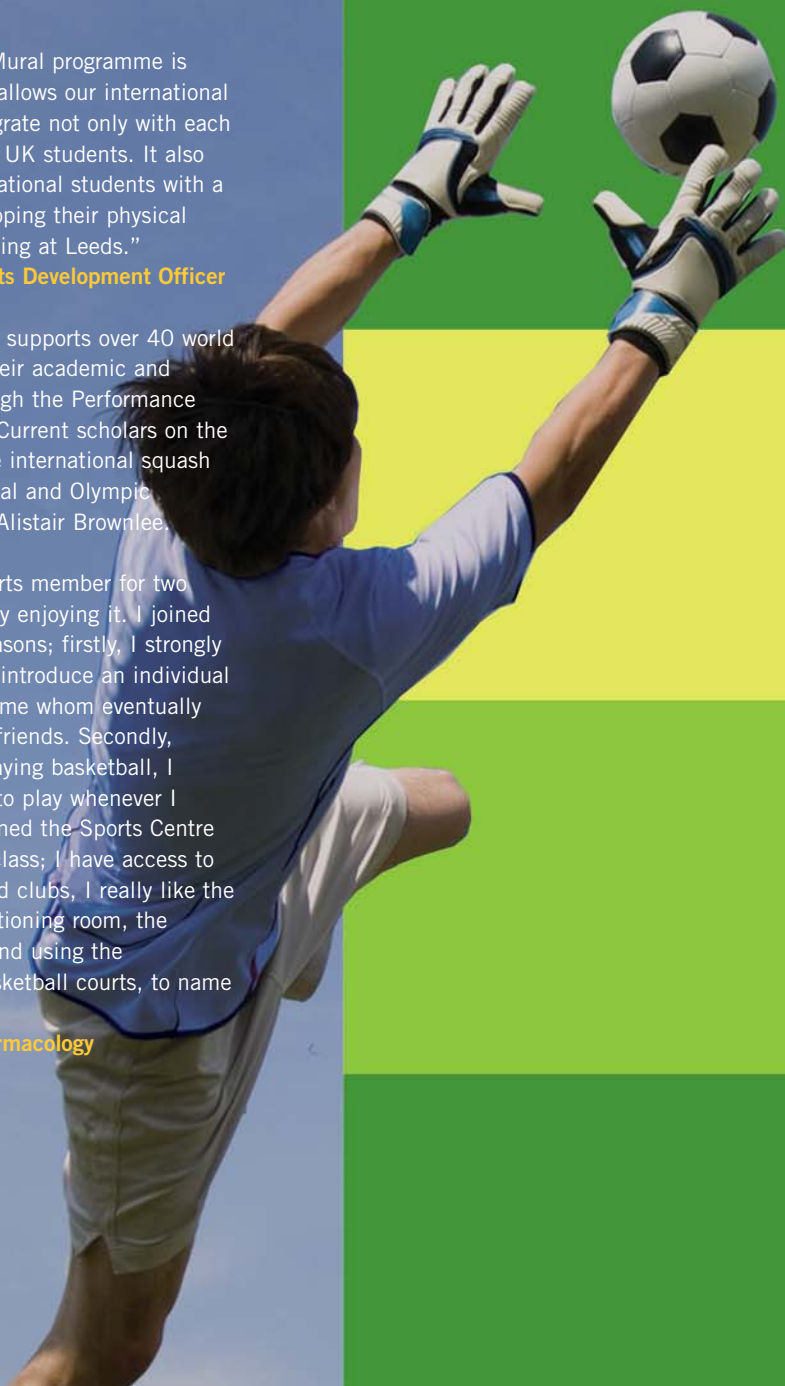 Mural programme is
allows our international
grate not only with each
UK students. It also
ational students with a
oping their physical
ing at Leeds.”
ts Development Officer
supports over 40 world
eir academic and
gh the Performance
Current scholars on the
e international squash
al and Olympic
Alistair Brownlee.
rts member for two
y enjoying it. I joined
asons; firstly, I strongly
introduce an individual
me whom eventually
friends. Secondly,
aying basketball, I
to play whenever I
ned the Sports Centre
class; I have access to
d clubs, I really like the
tioning room, the
nd using the
sketball courts, to name
rmacology